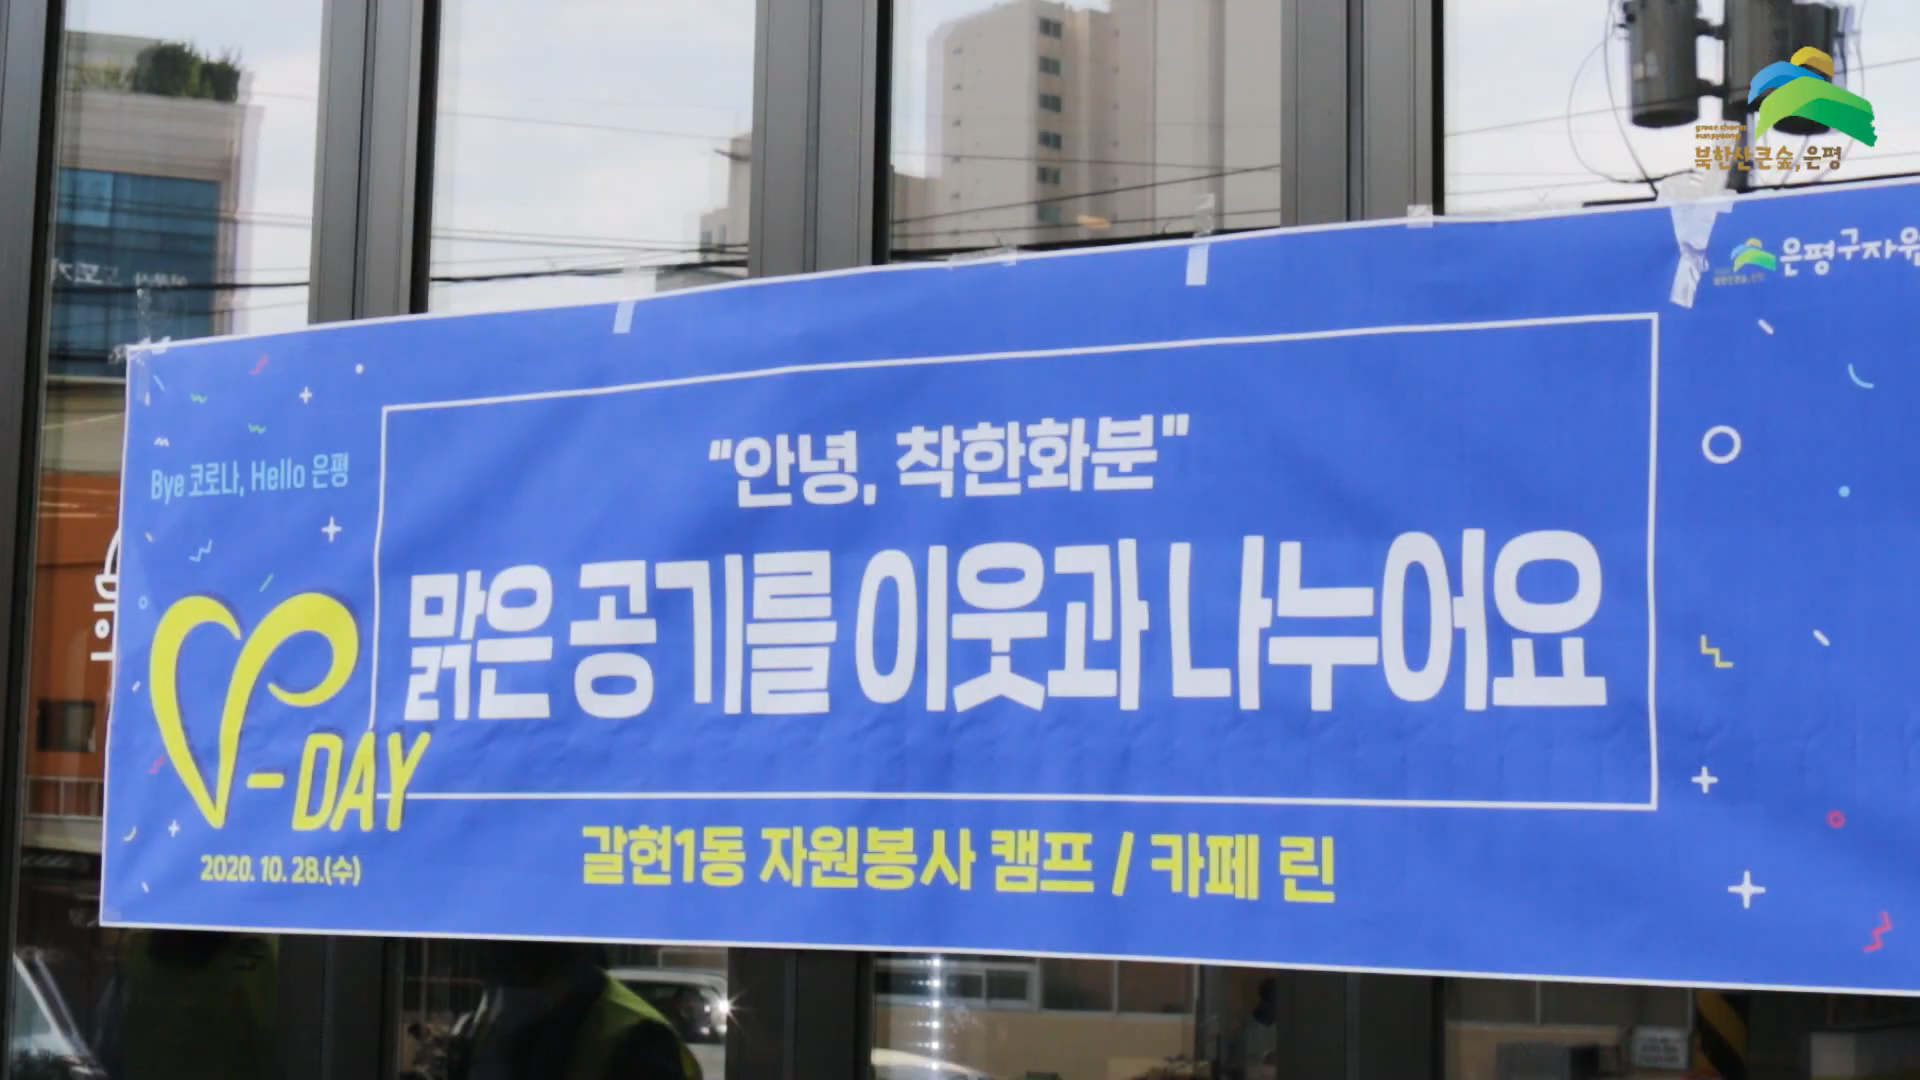 북한산큰숲, 은평
은평구자원
Bye 코로나, Hello 은평
"안녕, 착한화분"
맑은 공기를 이웃과 나누어요
V-DAY
2020. 10. 28.(수)
갈현1동 자원봉사 캠프 / 카페 린